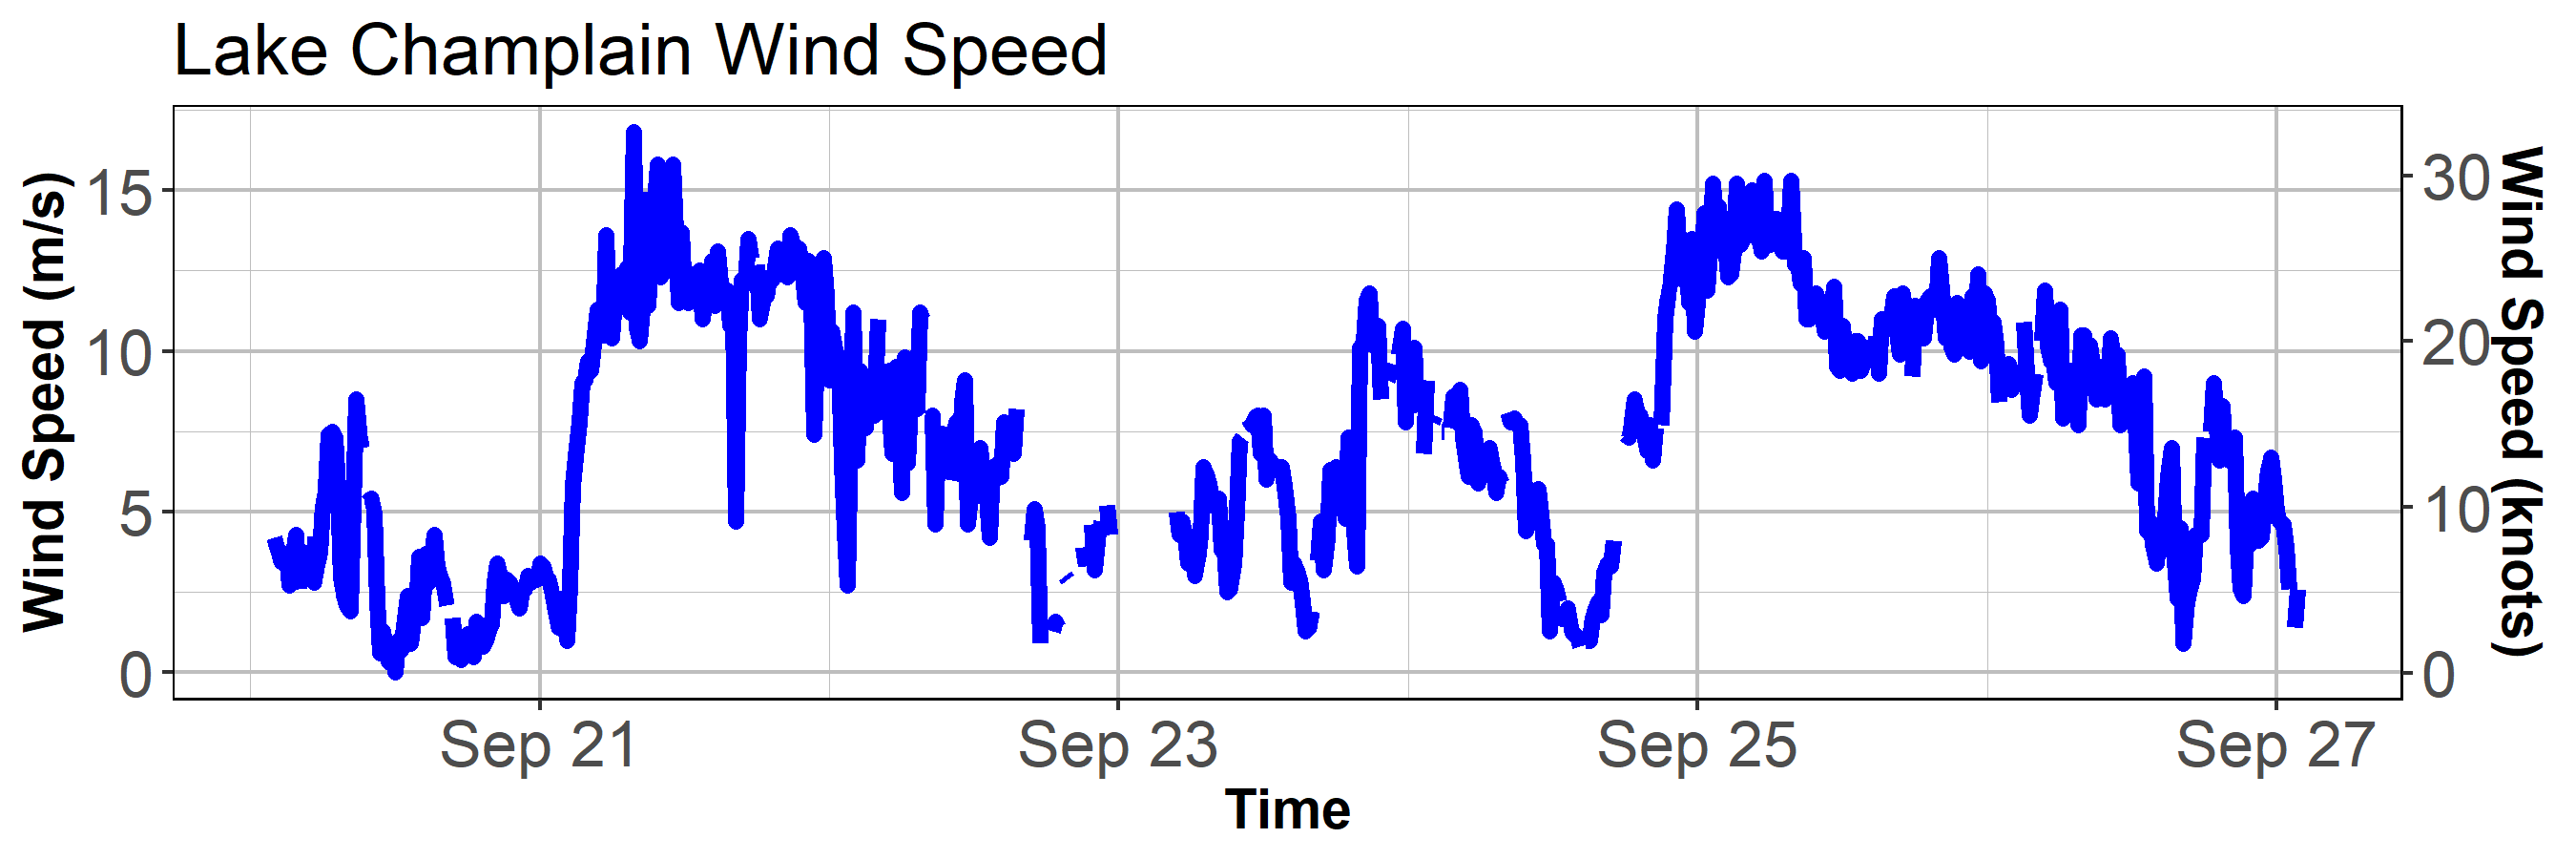 Lake Champlain Wind Speed
Wind Speed (m/s)
15
10
5
0
30
20
10
0
Wind Speed (knots)
Sep 21
Sep 23
Sep 25
Sep 27
Time